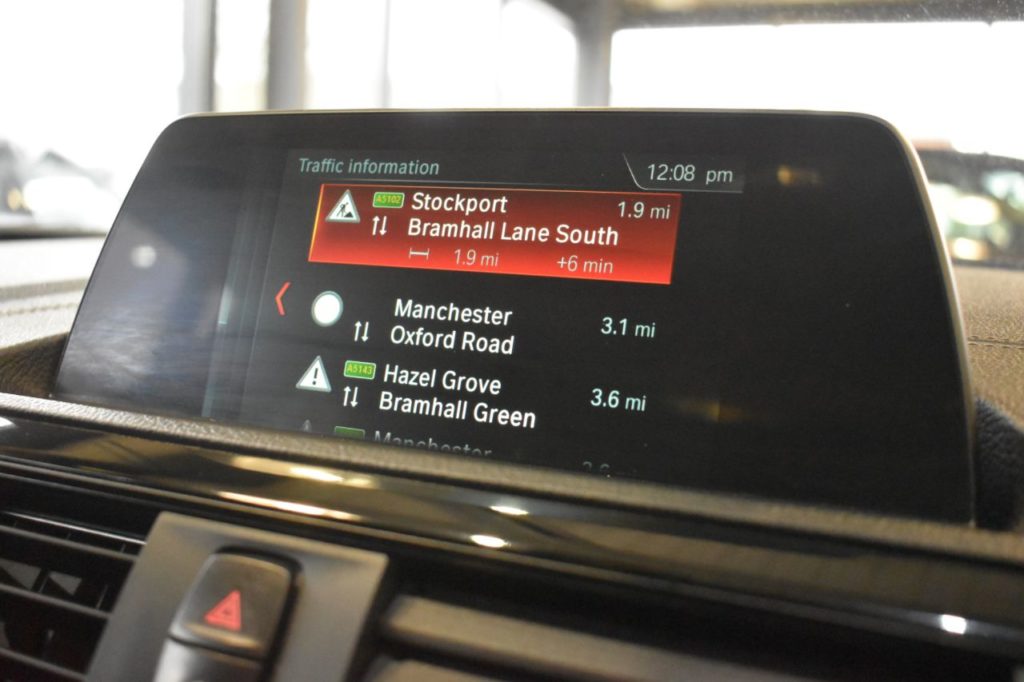 Traffic information
12:08 pm
A5102 Stockport 1.9 mi
Bramhall Lane South
1.9 mi +6 min
Manchester
Oxford Road 3.1 mi
A5143 Hazel Grove
Bramhall Green 3.6 mi
Manchester